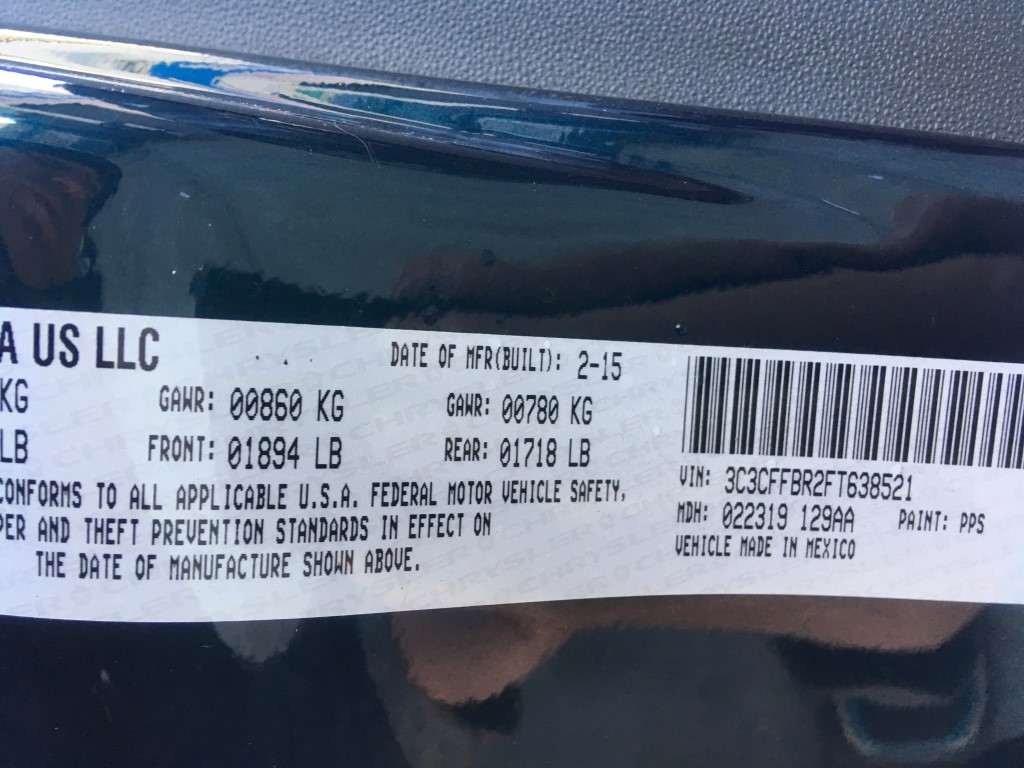 A US LLC
DATE OF MFR(BUILT): 2-15
KG GAWR: 00860 KG GAWR: 00780 KG
LB FRONT: 01894 LB REAR: 01718 LB
CONFORMS TO ALL APPLICABLE U.S.A. FEDERAL MOTOR VEHICLE SAFETY,
PER AND THEFT PREVENTION STANDARDS IN EFFECT ON
THE DATE OF MANUFACTURE SHOWN ABOVE.
VIN: 3C3CFFBR2FT638521
MDH: 022319 129AA PAINT: PPS
VEHICLE MADE IN MEXICO